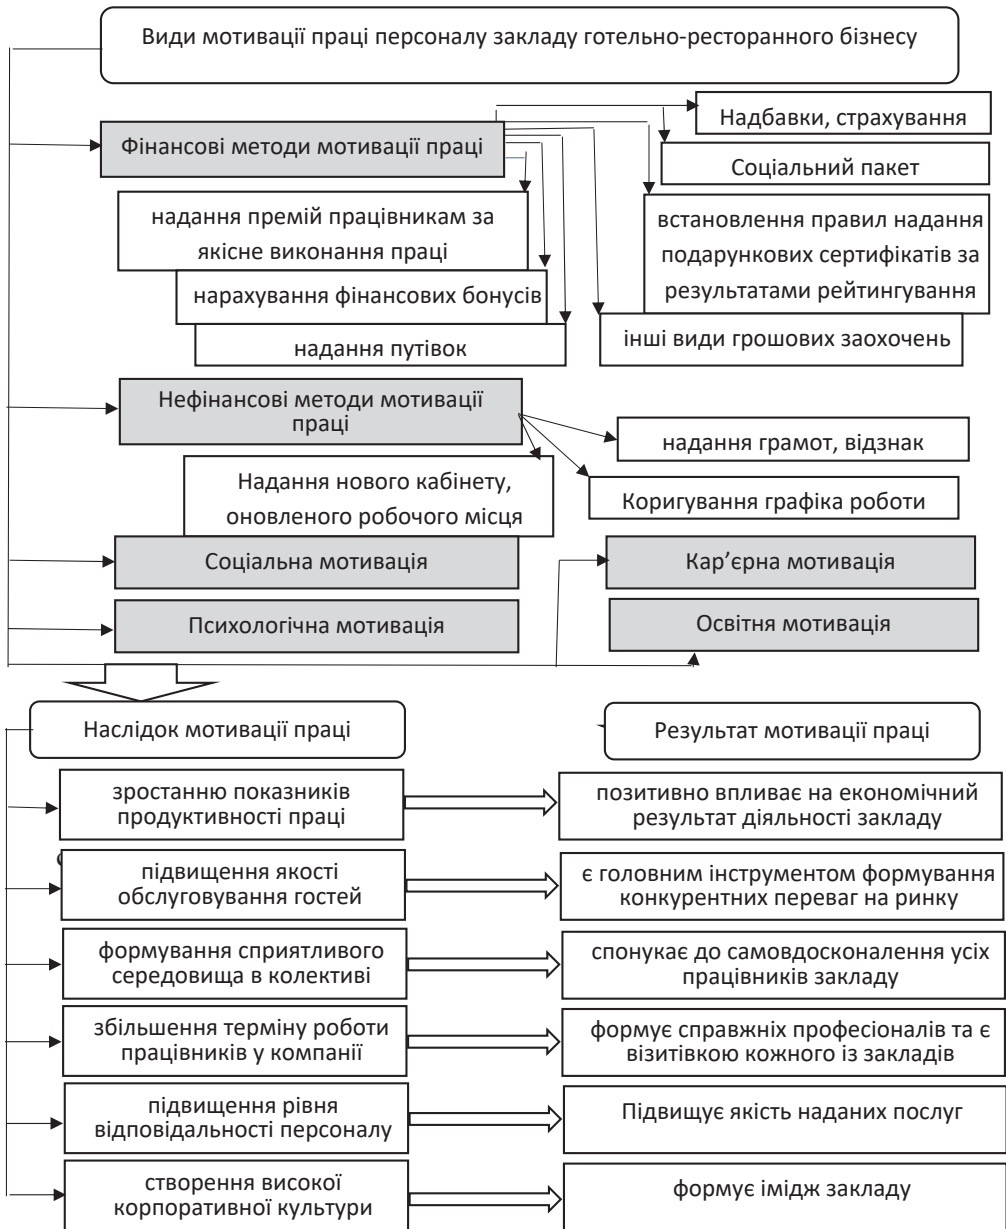 Види мотивації праці персоналу закладу готельно-ресторанного бізнесу
Надбавки, страхування
Фінансові методи мотивації праці
Соціальний пакет
надання премій працівникам за
якісне виконання праці
встановлення правил надання
подарункових сертифікатів за
результатами рейтингування
нарахування фінансових бонусів
інші види грошових заохочень
надання путівок
Нефінансові методи мотивації
праці
надання грамот, відзнак
Надання нового кабінету,
оновленого робочого місця
Коригування графіка роботи
Соціальна мотивація
Кар’єрна мотивація
Психологічна мотивація
Освітня мотивація
Наслідок мотивації праці
Результат мотивації праці
зростанню показників
продуктивності праці
позитивно впливає на економічний
результат діяльності закладу
підвищення якості
обслуговування гостей
є головним інструментом формування
конкурентних переваг на ринку
формування сприятливого
середовища в колективі
спонукає до самовдосконалення усіх
працівників закладу
збільшення терміну роботи
працівників у компанії
формує справжніх професіоналів та є
візитівкою кожного із закладів
підвищення рівня
відповідальності персоналу
Підвищує якість наданих послуг
створення високої
корпоративної культури
формує імідж закладу